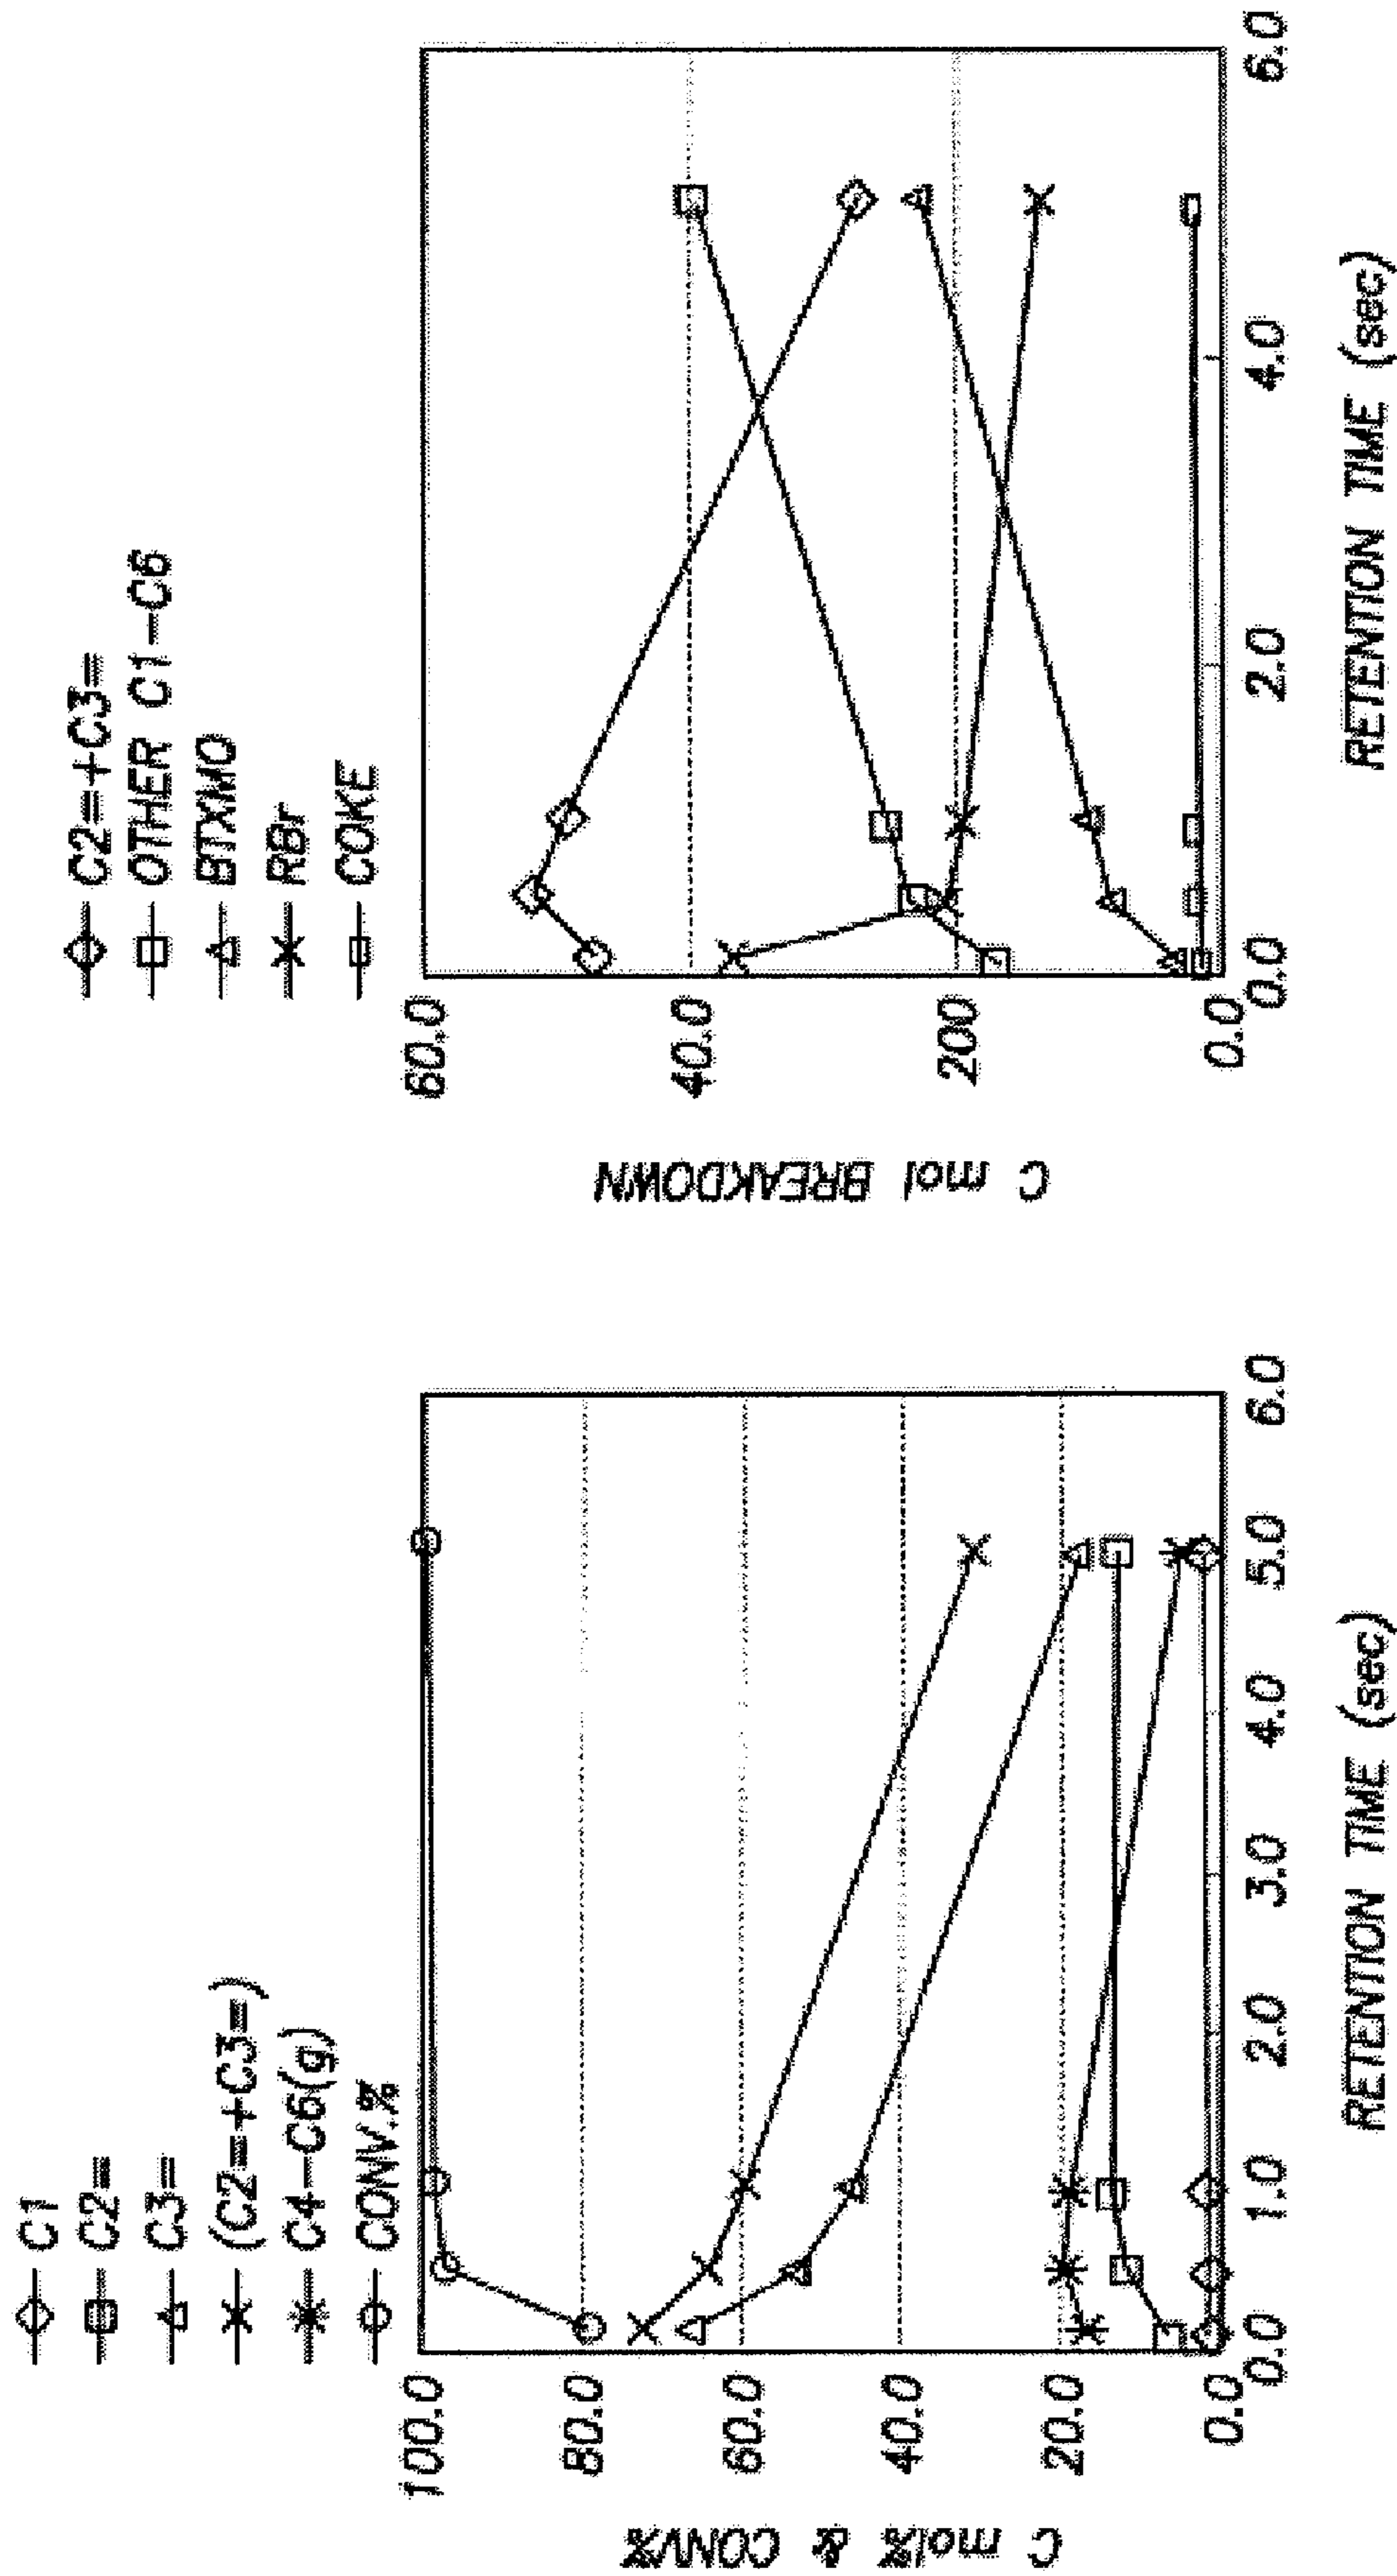 C1
C2=
C3=
(C2=+C3=)
C4-C6(g)
CONV.%
C mol% & CONV%
100.0
80.0
60.0
40.0
20.0
0.0
0.0 1.0 2.0 3.0 4.0 5.0 6.0
RETENTION TIME (sec)
C2=+C3=
OTHER C1-C6
BTXMO
RBr
COKE
C mol BREAKDOWN
60.0
40.0
200
0.0
0.0 2.0 4.0 6.0
RETENTION TIME (sec)